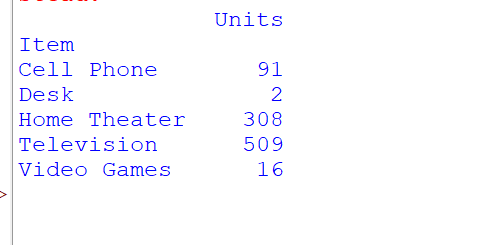 Units
Item
Cell Phone 91
Desk 2
Home Theater 308
Television 509
Video Games 16
>